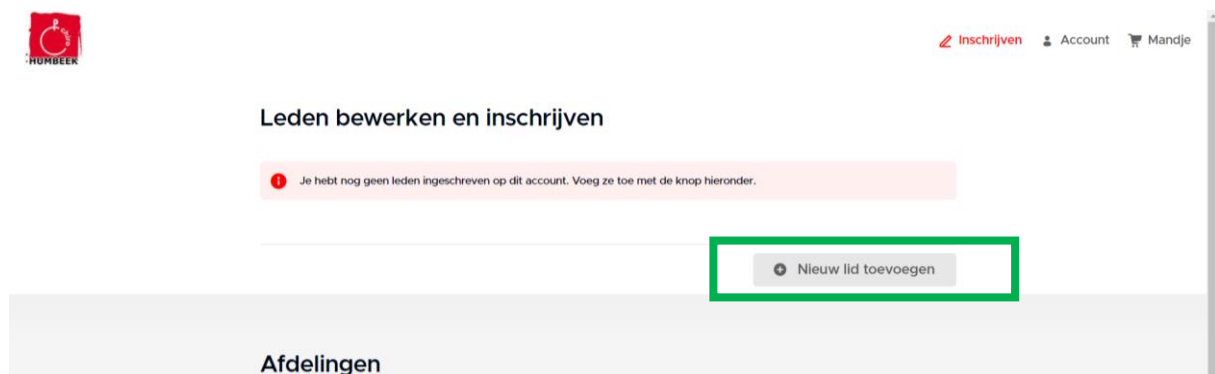 HUMBEEK
Inschrijven Account Mandje
Leden bewerken en inschrijven
Je hebt nog geen leden ingeschreven op dit account. Voeg ze toe met de knop hieronder.
Nieuw lid toevoegen
Afdelingen